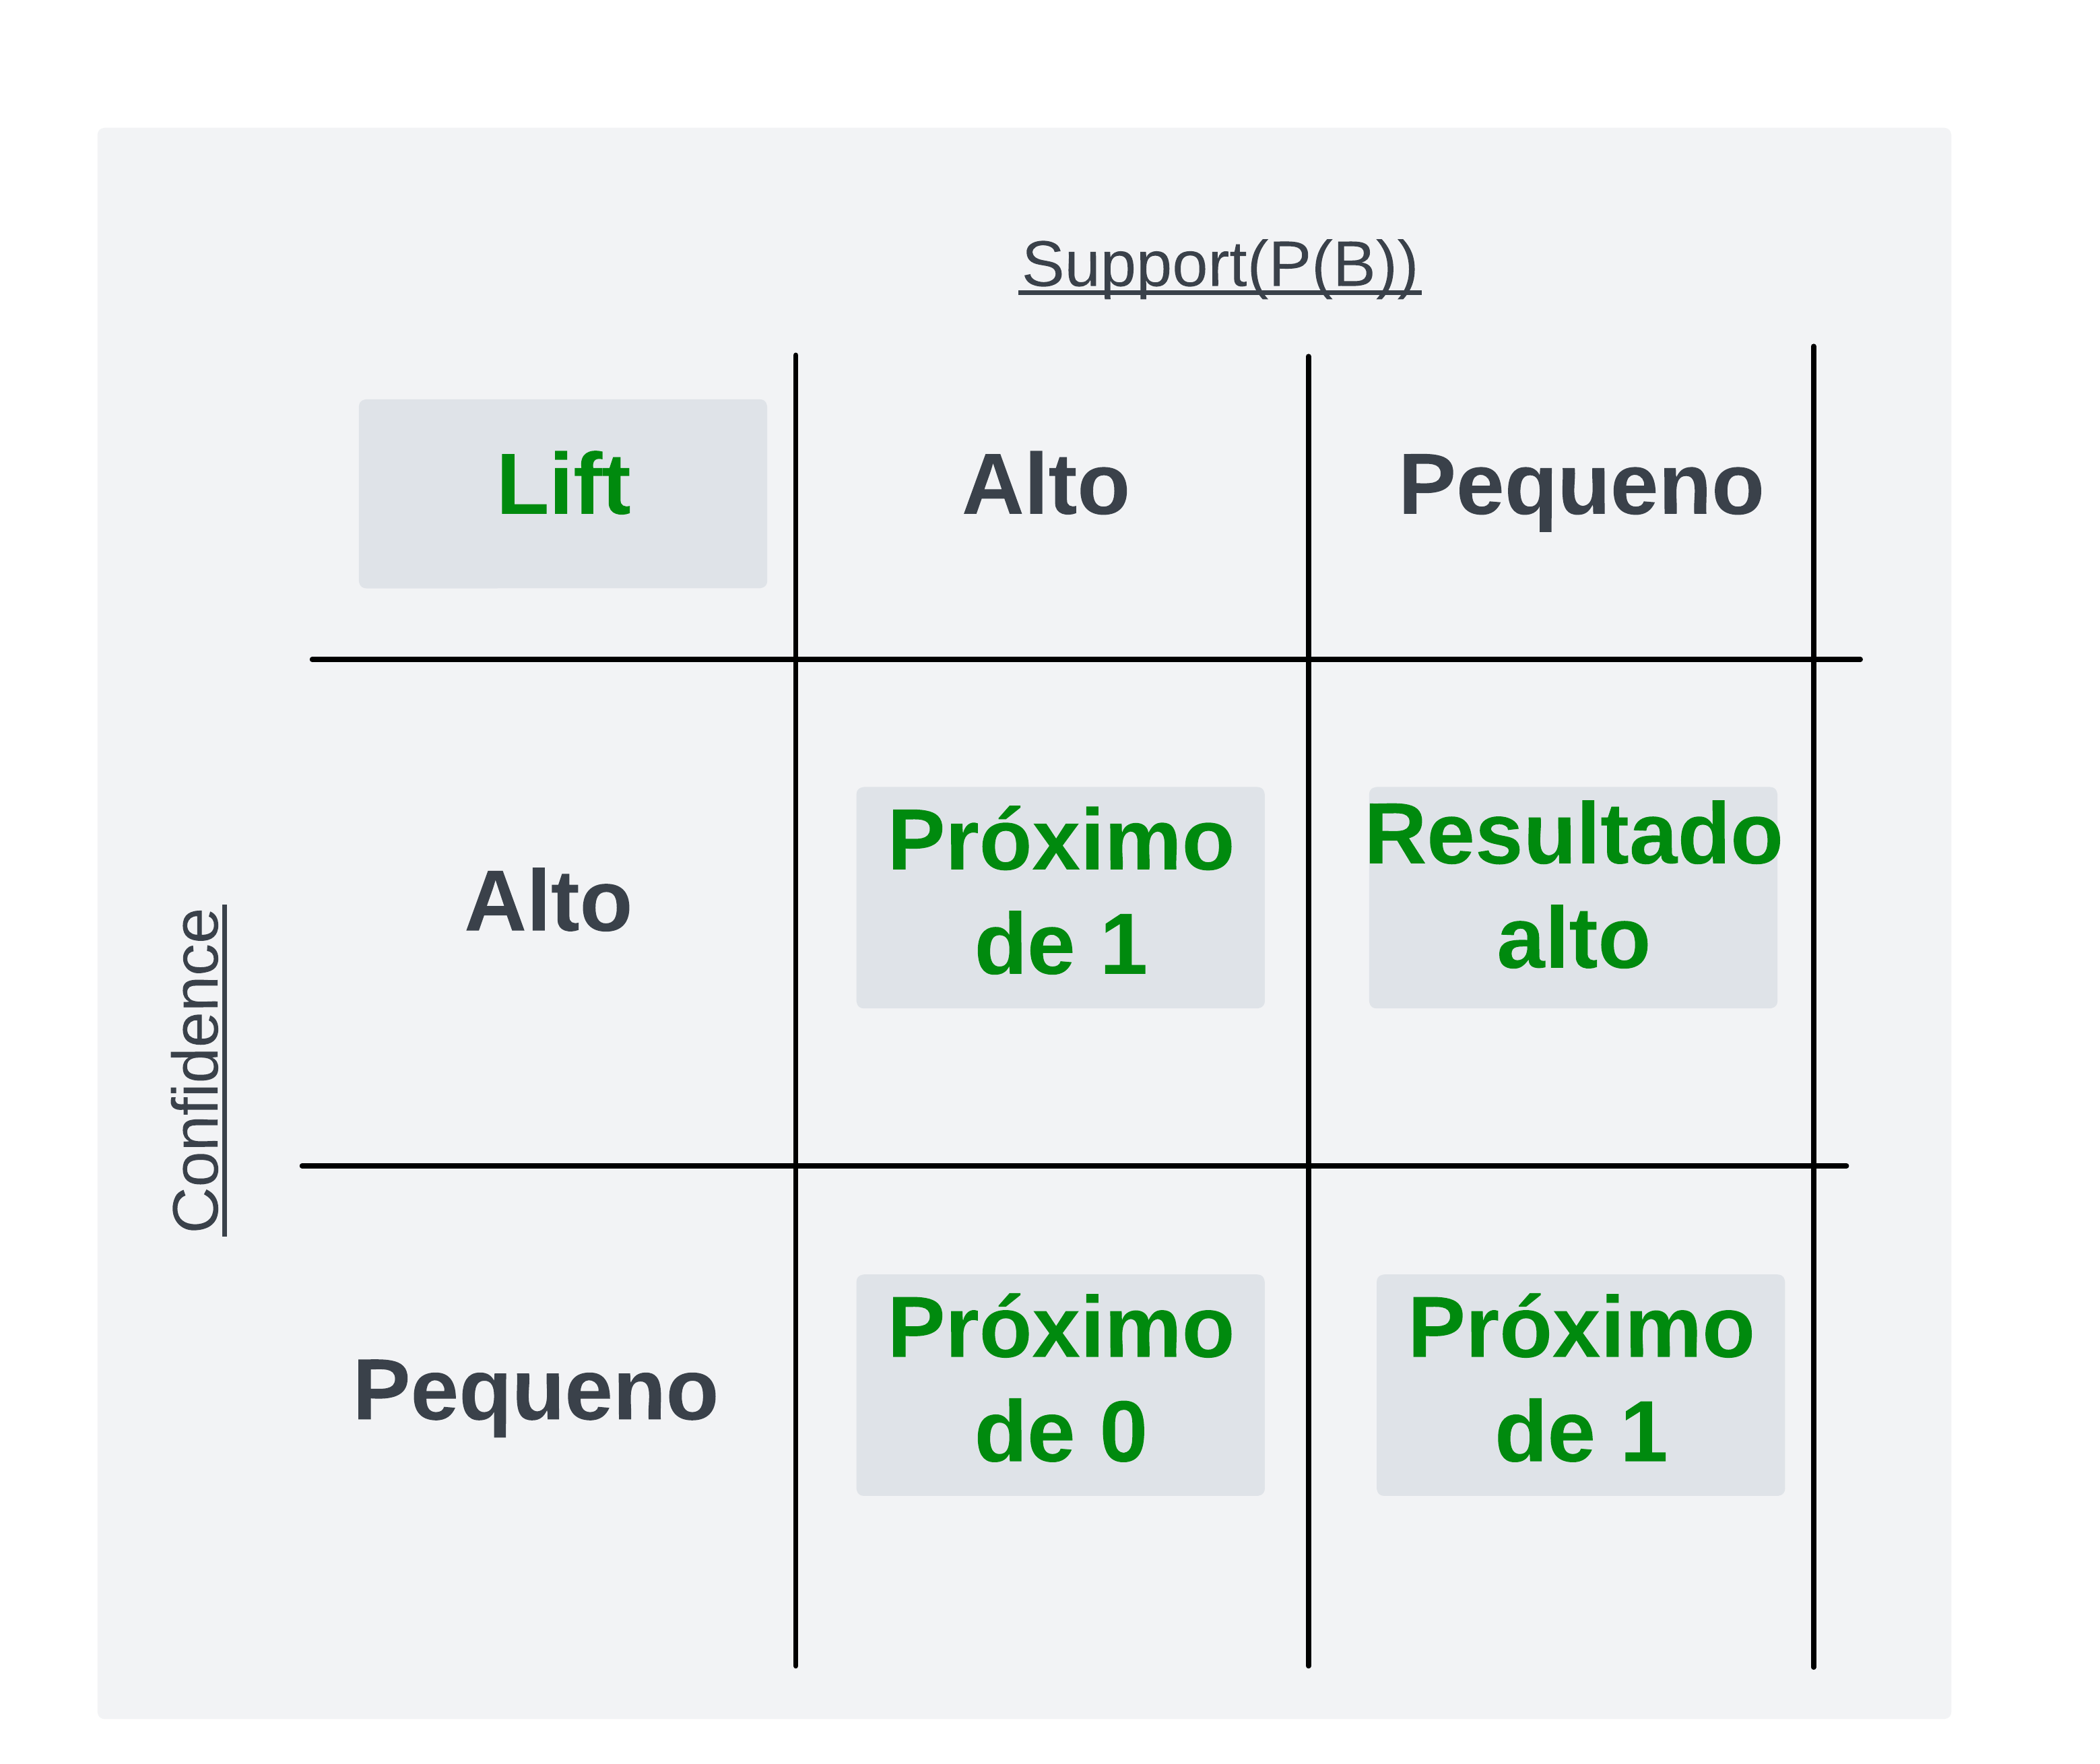 Support(P(B))
Lift
Alto
Pequeno
Confidence
Alto
Próximo
de 1
Resultado
alto
Pequeno
Próximo
de 0
Próximo
de 1